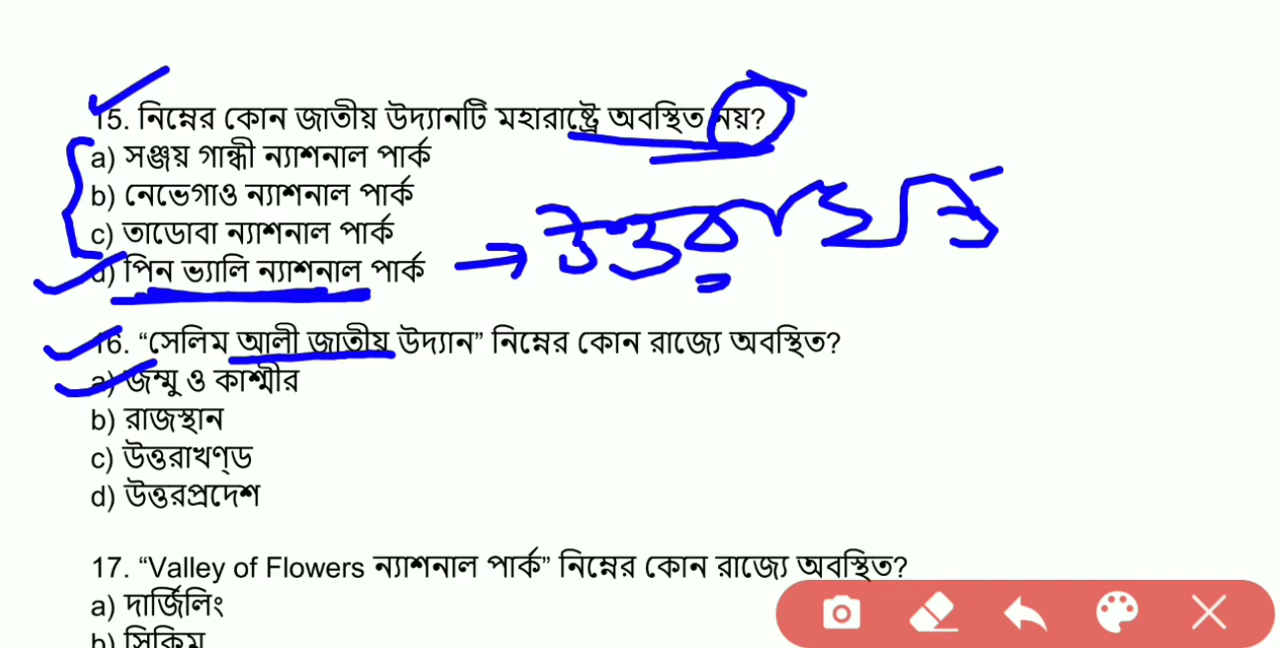 15. নিম্নের কোন জাতীয় উদ্যানটি মহারাষ্ট্রে অবস্থিত নয়?
a) সঞ্জয় গান্ধী ন্যাশনাল পার্ক
b) নেভেগাও ন্যাশনাল পার্ক
c) তাডোবা ন্যাশনাল পার্ক
d) পিন ভ্যালি ন্যাশনাল পার্ক → উত্তরাখণ্ড
16. “সেলিম আলী জাতীয় উদ্যান” নিম্নের কোন রাজ্যে অবস্থিত?
a) জম্মু ও কাশ্মীর
b) রাজস্থান
c) উত্তরাখণ্ড
d) উত্তরপ্রদেশ
17. “Valley of Flowers ন্যাশনাল পার্ক” নিম্নের কোন রাজ্যে অবস্থিত?
a) দার্জিলিং
b) সিকিম